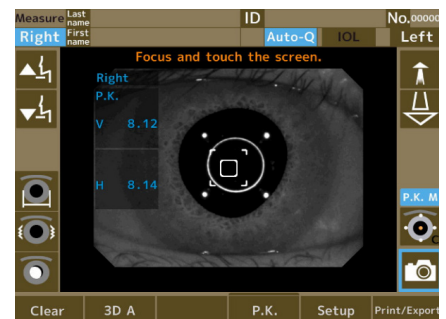 Measure Last name ID No. 00000
Right First name Auto-Q IOL Left
Focus and touch the screen.
Right
P.K.
V 8.12
H 8.14
P.K. M
C
Clear 3D A P.K. Setup Print/Export